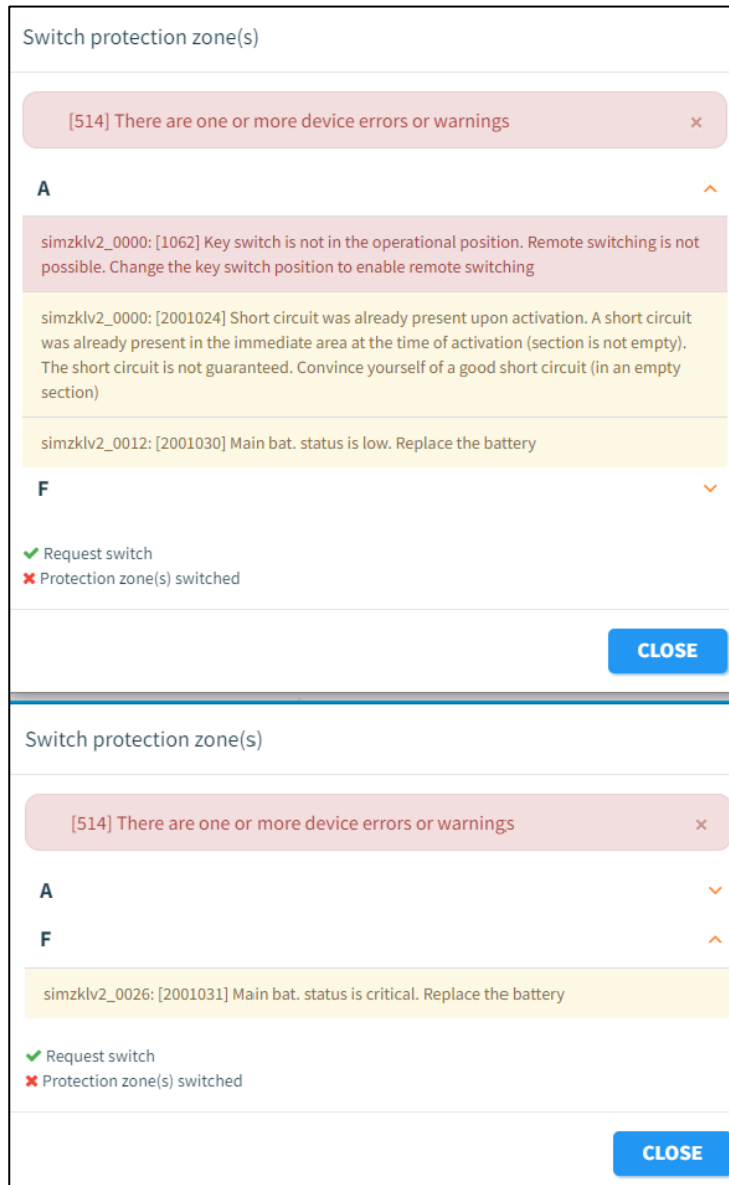 Switch protection zone(s)
[514] There are one or more device errors or warnings ×
A
simzklv2_0000: [1062] Key switch is not in the operational position. Remote switching is not
possible. Change the key switch position to enable remote switching
simzklv2_0000: [2001024] Short circuit was already present upon activation. A short circuit
was already present in the immediate area at the time of activation (section is not empty).
The short circuit is not guaranteed. Convince yourself of a good short circuit (in an empty
section)
simzklv2_0012: [2001030] Main bat. status is low. Replace the battery
F
Request switch
Protection zone(s) switched
CLOSE
Switch protection zone(s)
[514] There are one or more device errors or warnings ×
A
F
simzklv2_0026: [2001031] Main bat. status is critical. Replace the battery
Request switch
Protection zone(s) switched
CLOSE